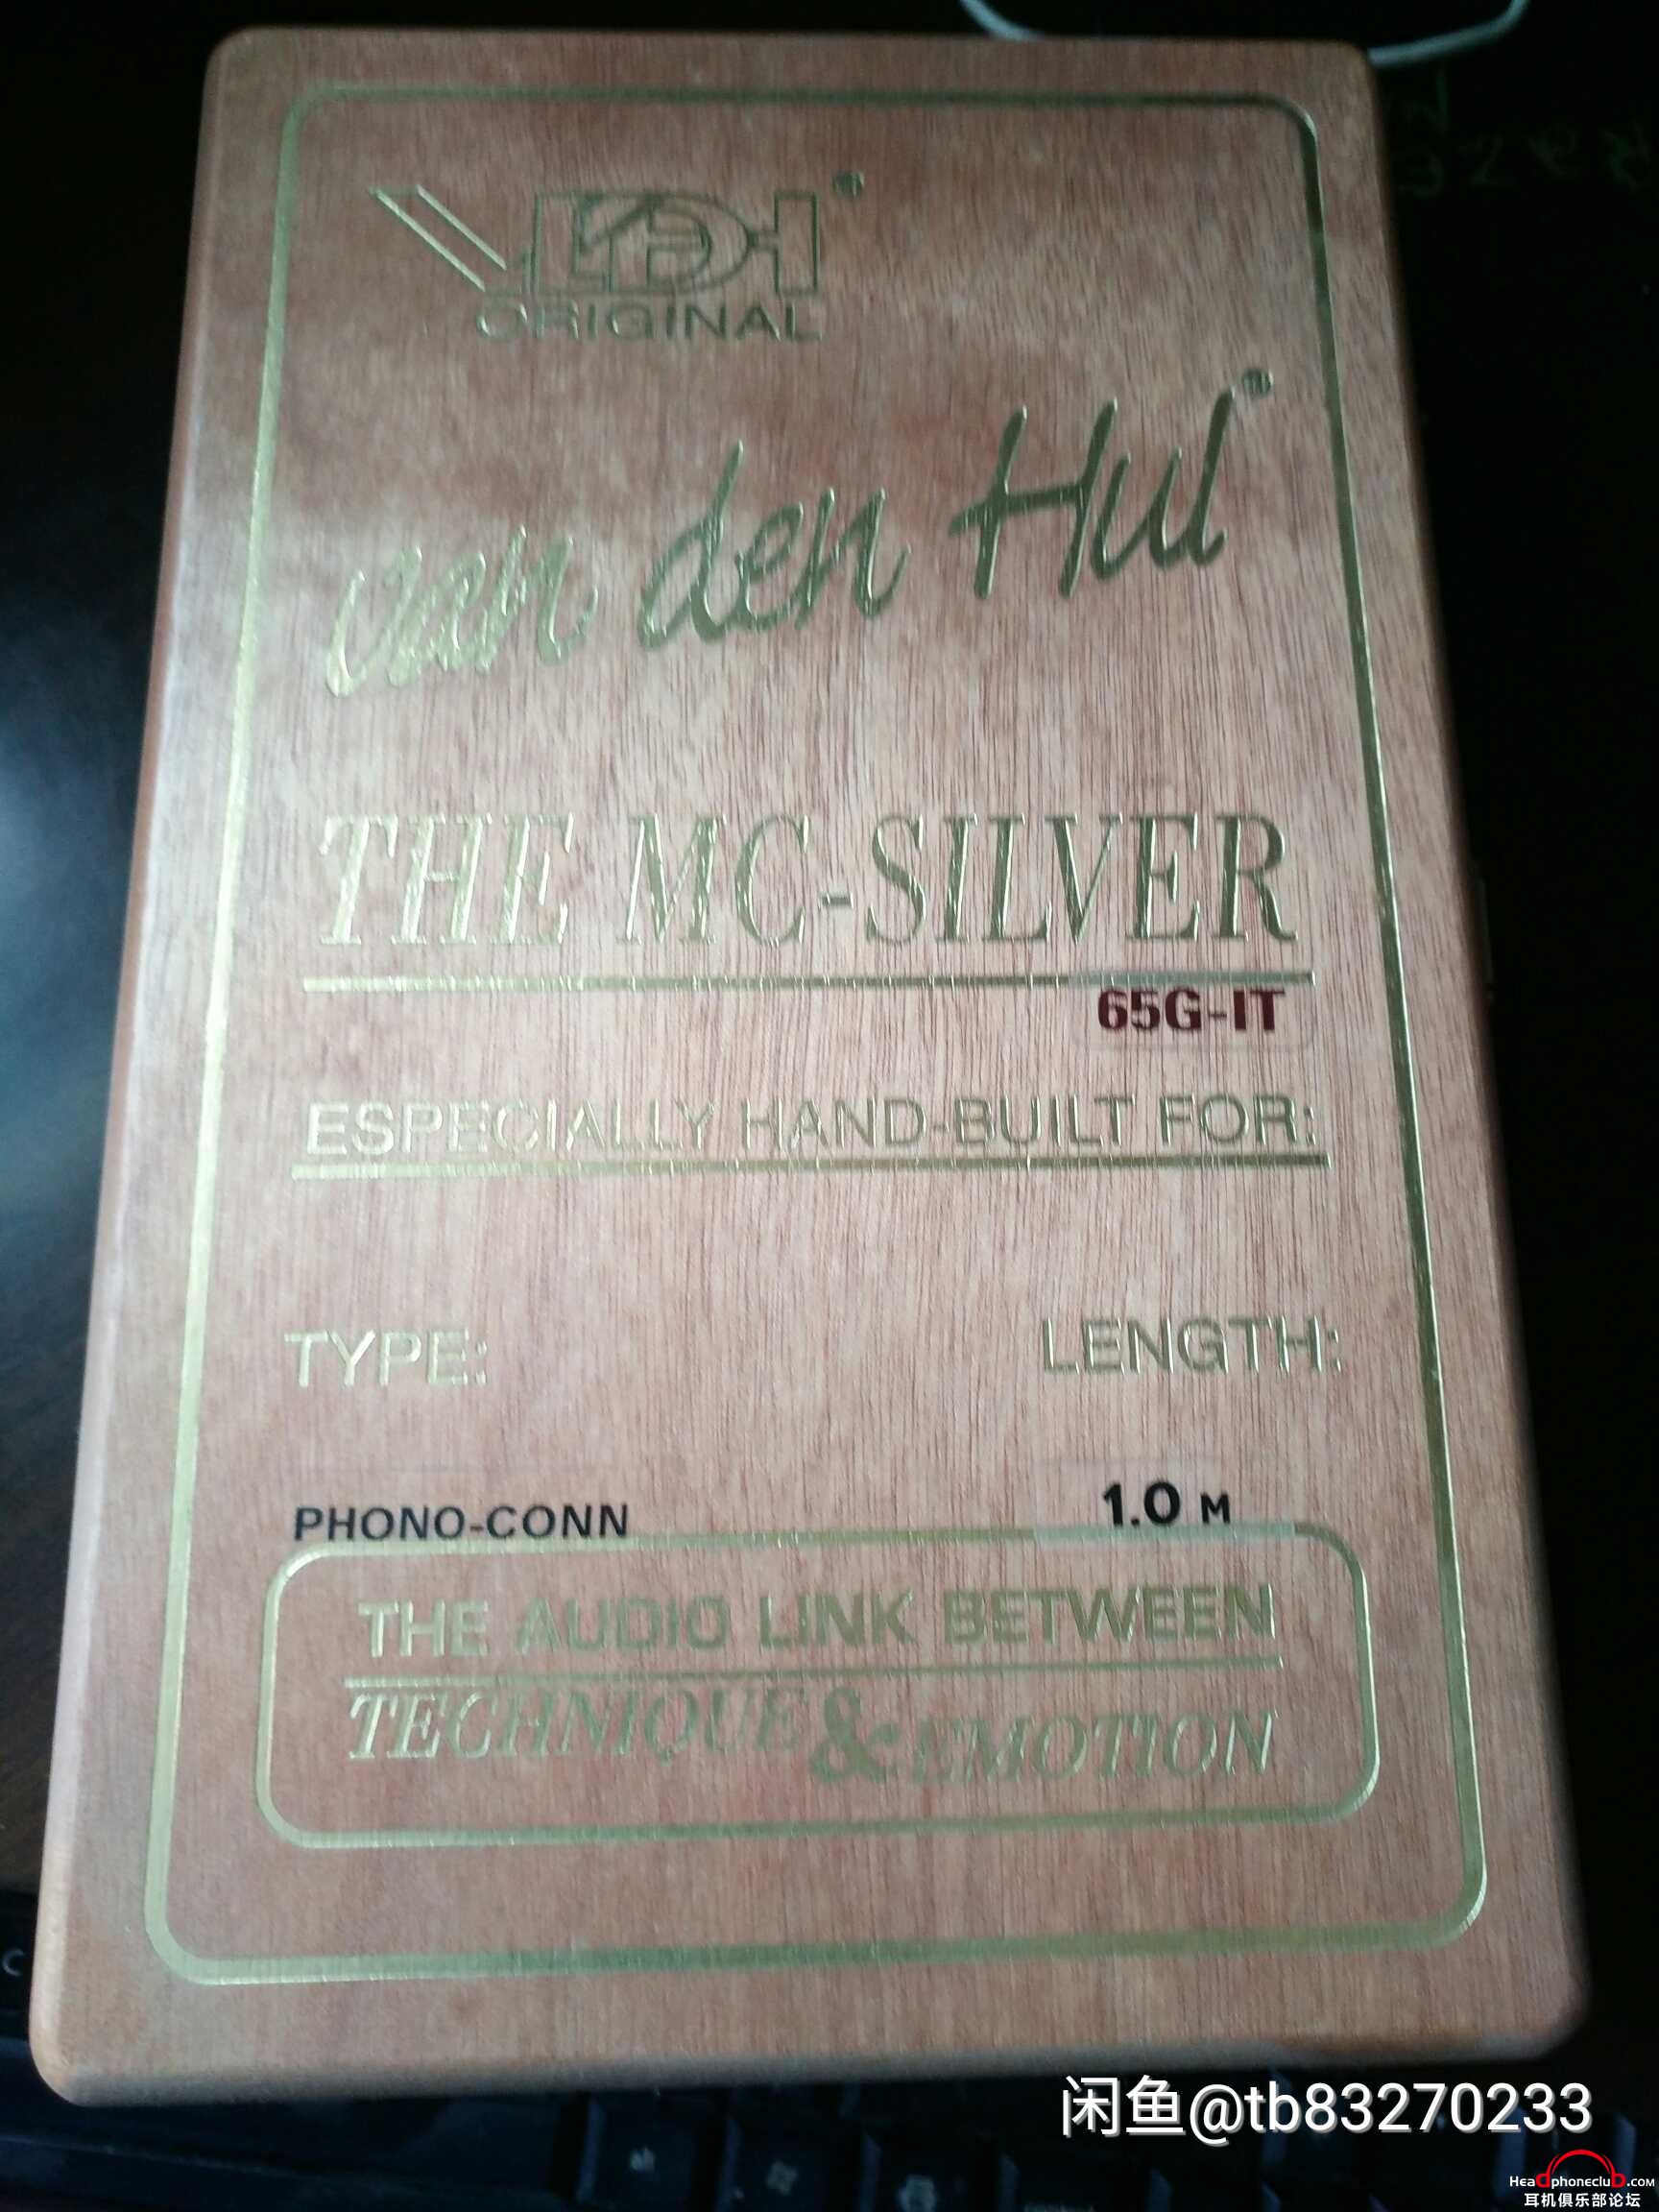 VDH®
ORIGINAL
van den Hul®
THE MC-SILVER
65G-IT
ESPECIALLY HAND-BUILT FOR:
TYPE: LENGTH:
PHONO-CONN 1.0 M
THE AUDIO LINK BETWEEN
TECHNIQUE & EMOTION
闲鱼@tb83270233
HeadphonecluD.com
耳机俱乐部论坛